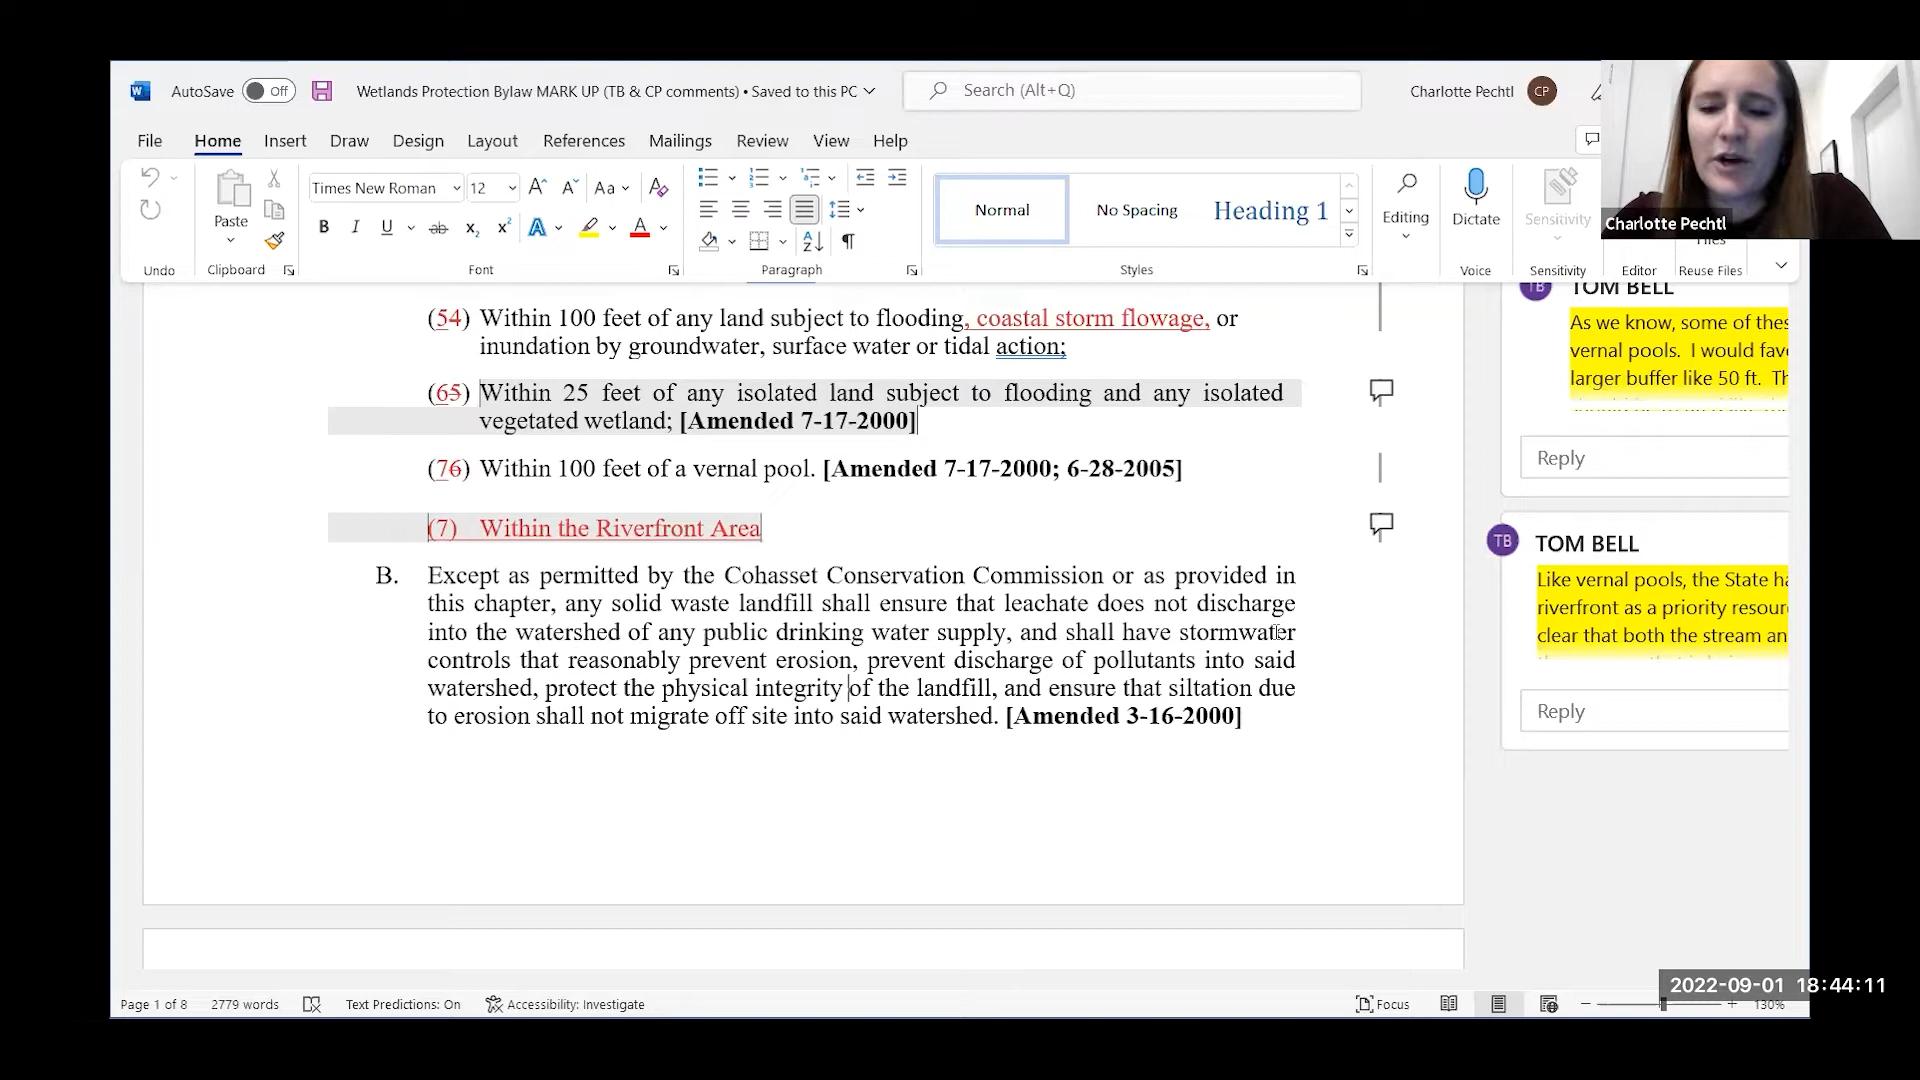 AutoSave Off Wetlands Protection Bylaw MARK UP (TB & CP comments) • Saved to this PC Search (Alt+Q) Charlotte Pechtl CP
File Home Insert Draw Design Layout References Mailings Review View Help
Times New Roman 12 Aa
Paste
B I U ab x₂ x² A A
Normal No Spacing Heading 1
Editing Dictate Sensitivity
Charlotte Pechtl
Files
Undo Clipboard Font Paragraph Styles Voice Sensitivity Editor Reuse Files
(54) Within 100 feet of any land subject to flooding, coastal storm flowage, or
inundation by groundwater, surface water or tidal action;
(65) Within 25 feet of any isolated land subject to flooding and any isolated
vegetated wetland; [Amended 7-17-2000]
(76) Within 100 feet of a vernal pool. [Amended 7-17-2000; 6-28-2005]
(7) Within the Riverfront Area
B. Except as permitted by the Cohasset Conservation Commission or as provided in
this chapter, any solid waste landfill shall ensure that leachate does not discharge
into the watershed of any public drinking water supply, and shall have stormwater
controls that reasonably prevent erosion, prevent discharge of pollutants into said
watershed, protect the physical integrity of the landfill, and ensure that siltation due
to erosion shall not migrate off site into said watershed. [Amended 3-16-2000]
TB TOM BELL
As we know, some of thes
vernal pools. I would fav
larger buffer like 50 ft. Th
Reply
TB TOM BELL
Like vernal pools, the State ha
riverfront as a priority resour
clear that both the stream an
Reply
2022-09-01 18:44:11
Page 1 of 8 2779 words Text Predictions: On Accessibility: Investigate Focus 130%